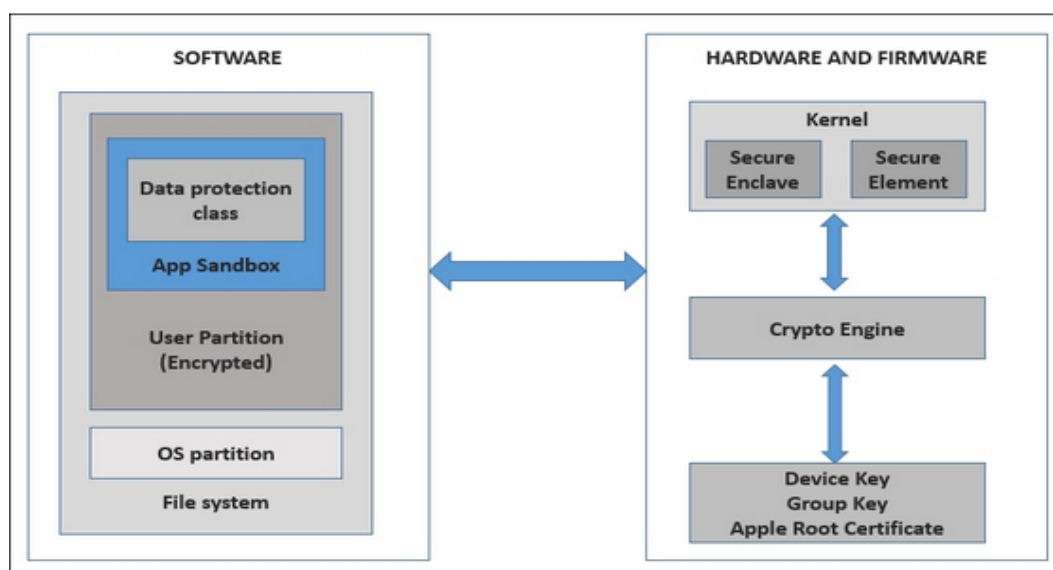 SOFTWARE
Data protection
class
App Sandbox
User Partition
(Encrypted)
OS partition
File system
HARDWARE AND FIRMWARE
Kernel
Secure
Enclave
Secure
Element
Crypto Engine
Device Key
Group Key
Apple Root Certificate